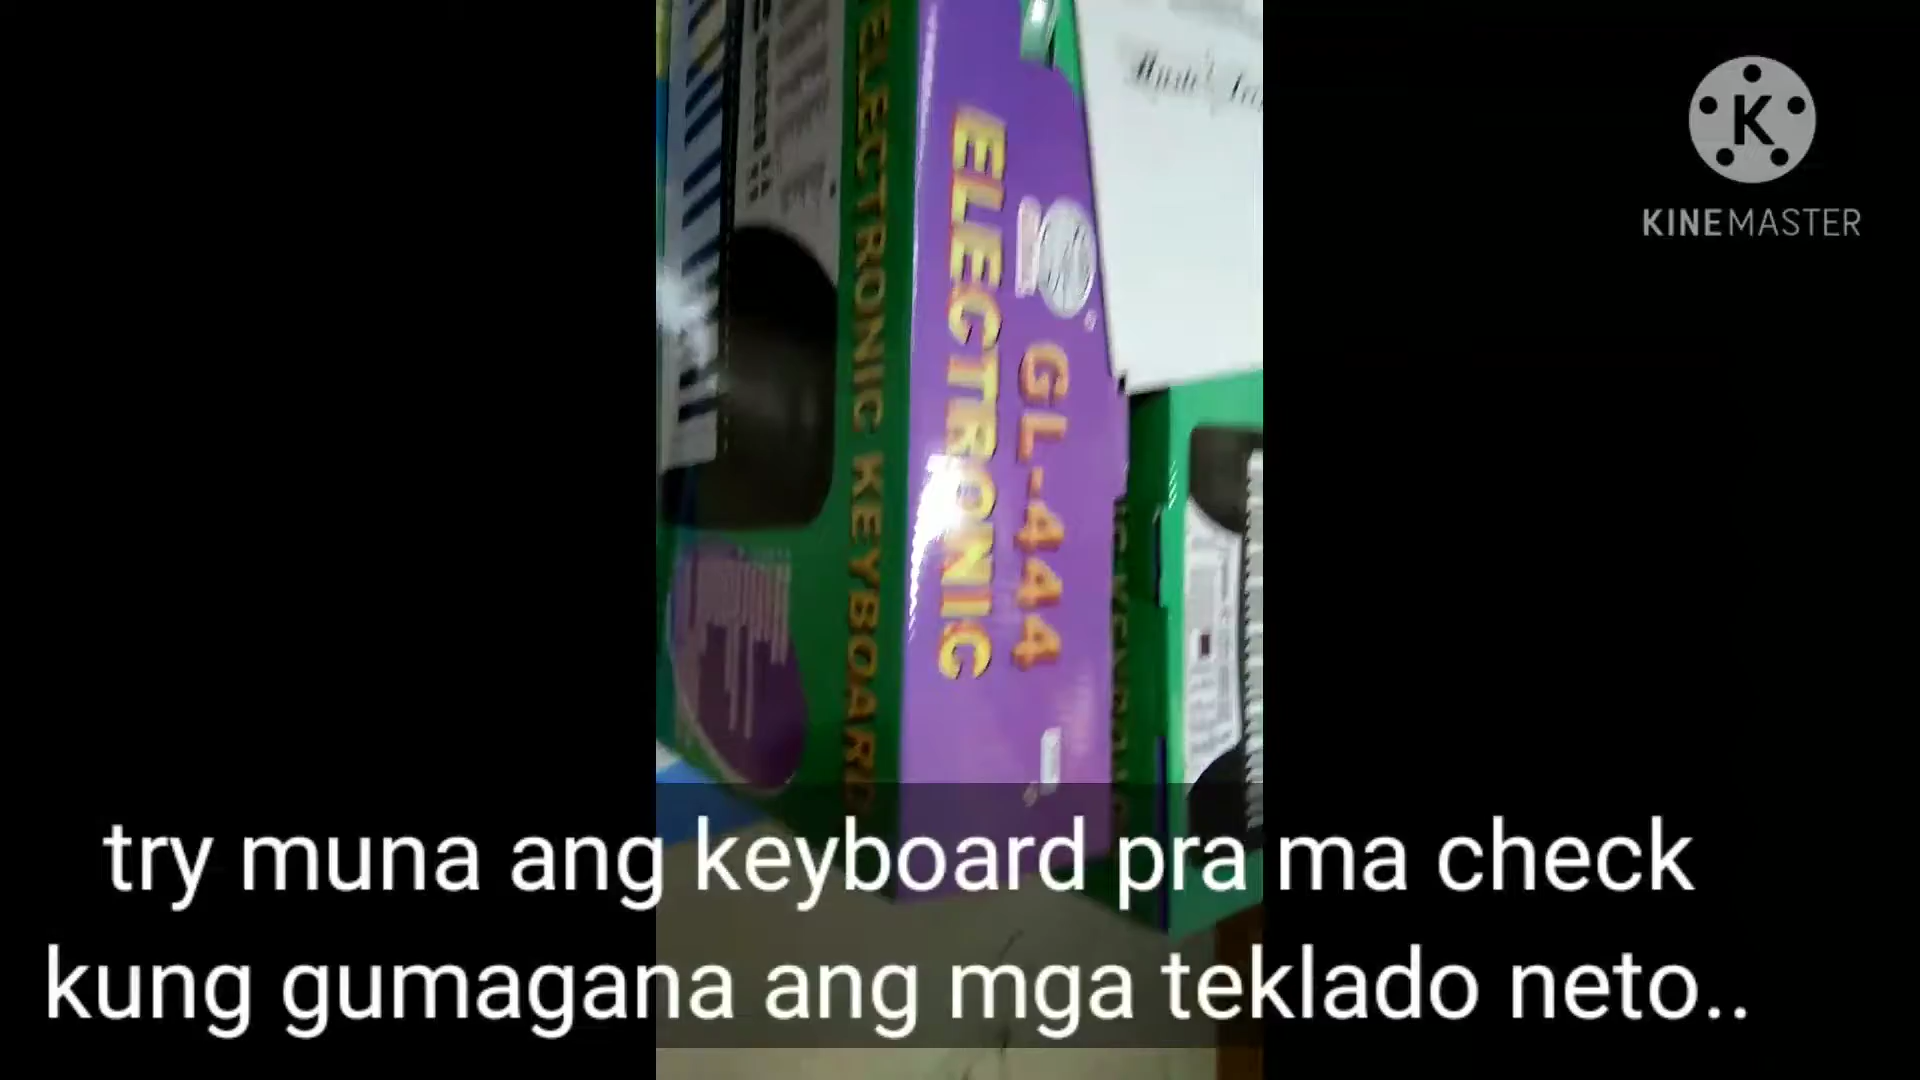 K
KINEMASTER
ELECTRONIC KEYBOARD
ELECTRONIC
GL-444
try muna ang keyboard pra ma check
kung gumagana ang mga teklado neto..